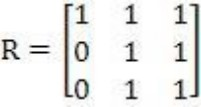 R = [1 1 1
0 1 1
0 1 1]